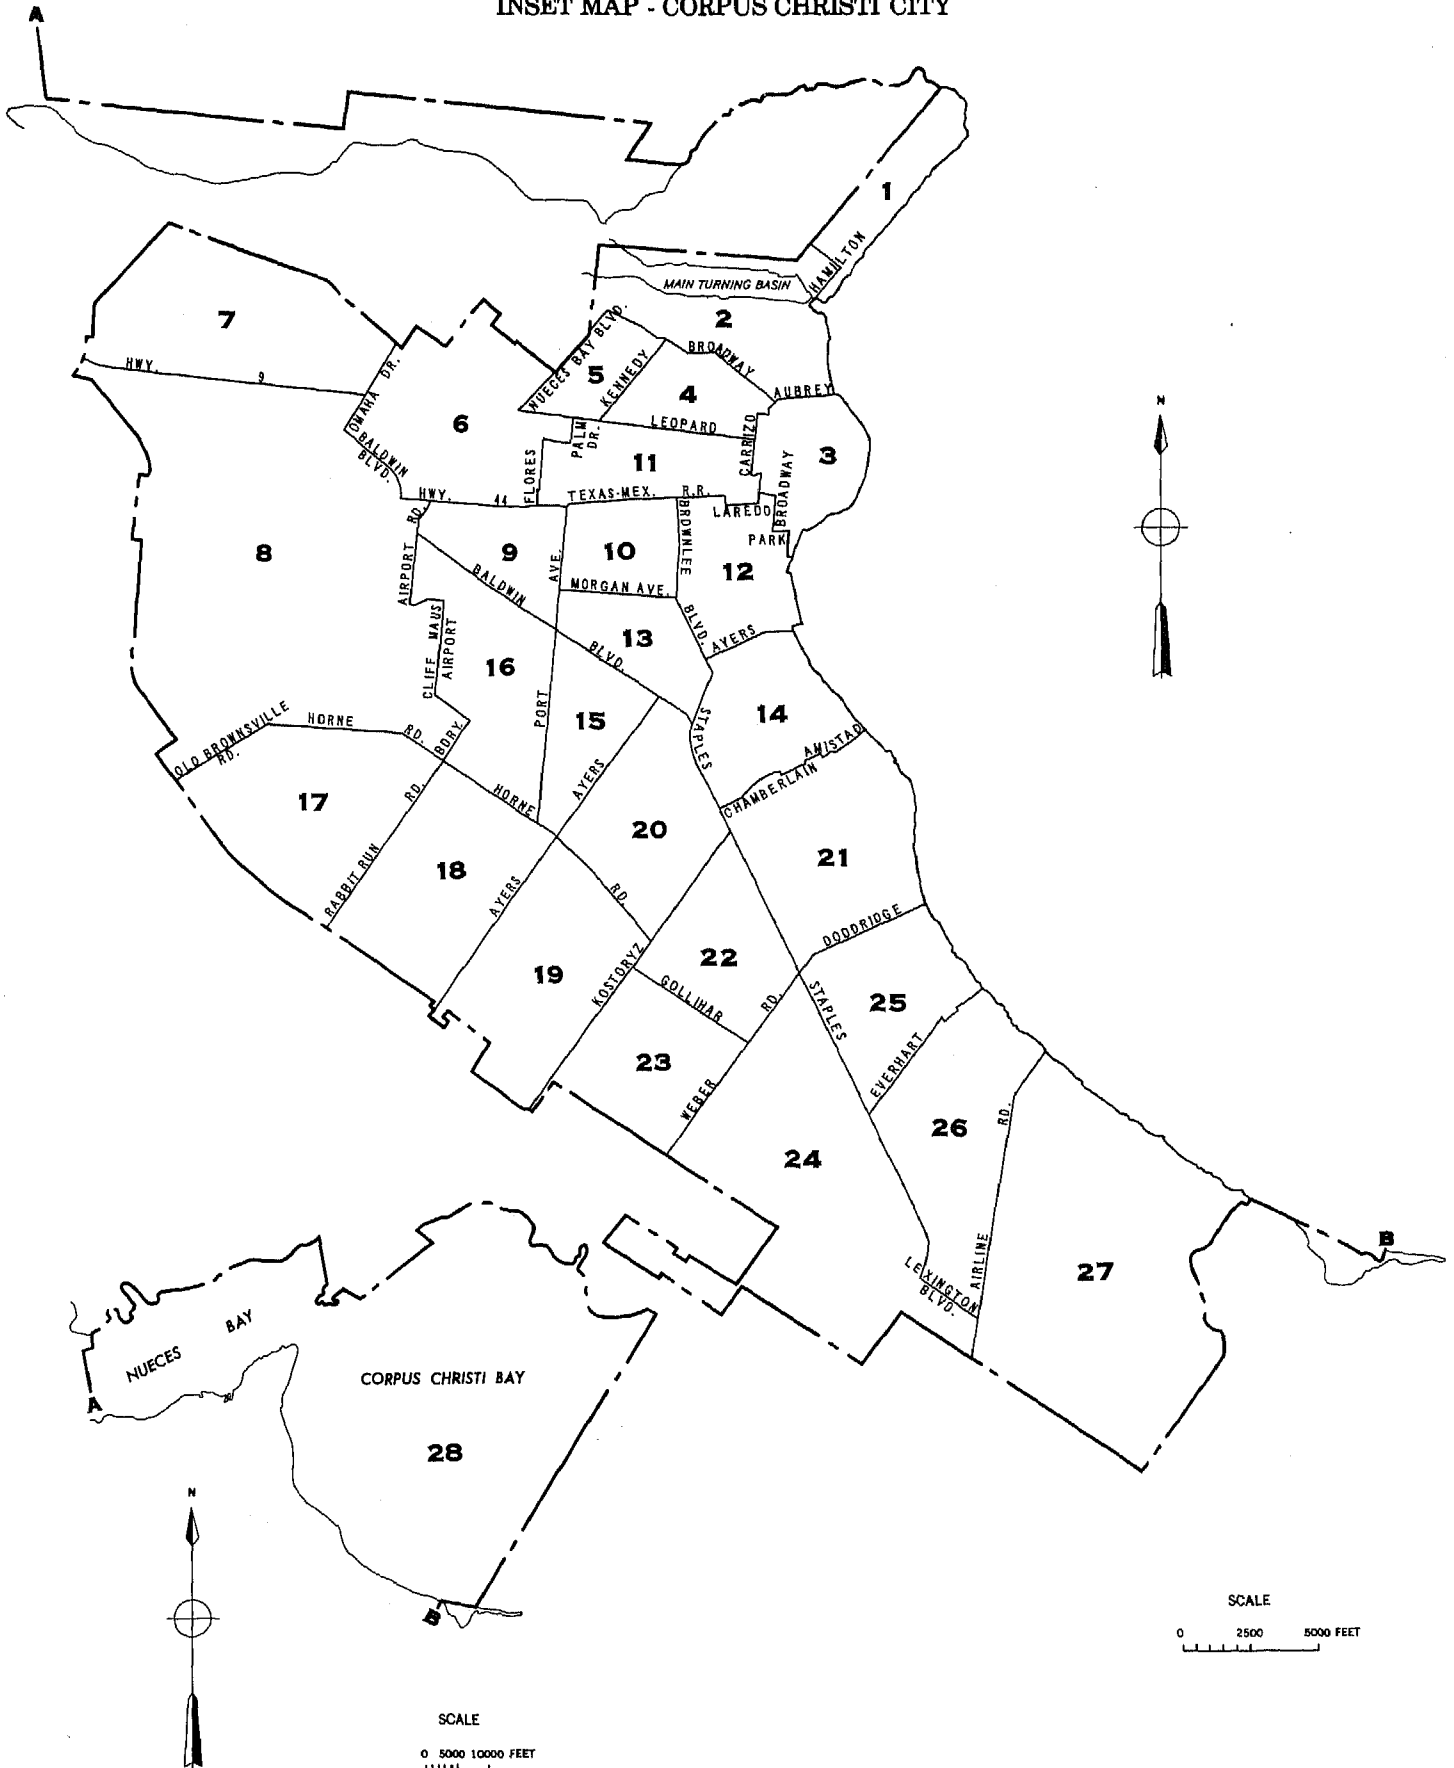 INSET MAP - CORPUS CHRISTI CITY
A
1
HAMILTON
MAIN TURNING BASIN
7
2
NUECES BAY BLVD.
BROADWAY
HWY. 9
OMAHA DR.
5
KENNEDY
4
AUBREY
6
LEOPARD
PALM DR.
CARRIZO
3
BALDWIN BLVD.
FLORES
11
BROADWAY
HWY. 44
TEXAS-MEX. R.R.
LAREDO
PARK
RD.
N
8
9
10
BROWNLEE
12
AIRPORT
BALDWIN
AVE.
MORGAN AVE.
CLIFF MAUS AIRPORT
13
BLVD.
BLVD.
AYERS
16
PORT
15
STAPLES
14
OLD BROWNSVILLE RD.
HORNE
RD.
BDRY.
AMISTAD
CHAMBERLAIN
AYERS
17
RD.
HORNE
20
21
RABBIT RUN
18
AYERS
RD.
DODDRIDGE
19
KOSTORYZ
22
GOLLIHAR
RD.
STAPLES
25
23
WEBER
EVERHART
RD.
26
24
B
LEXINGTON BLVD.
AIRLINE
27
NUECES BAY
A
CORPUS CHRISTI BAY
28
N
B
SCALE
0 2500 5000 FEET
SCALE
0 5000 10000 FEET